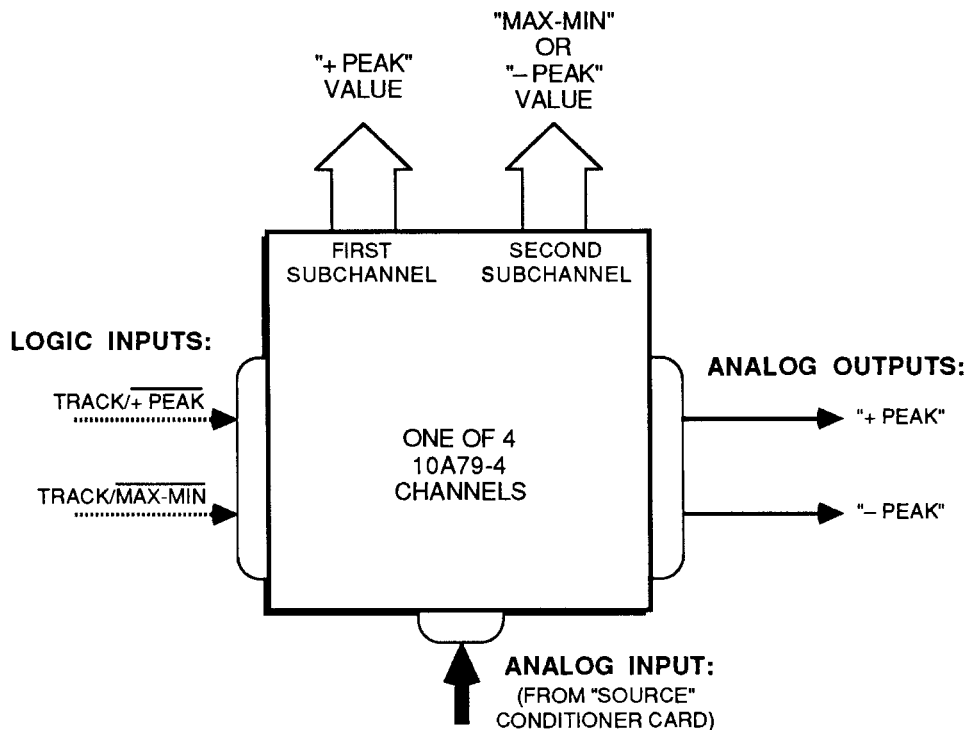 "+ PEAK"
VALUE
"MAX-MIN"
OR
"– PEAK"
VALUE
FIRST
SUBCHANNEL
SECOND
SUBCHANNEL
LOGIC INPUTS:
TRACK/+ PEAK
TRACK/MAX-MIN
ONE OF 4
10A79-4
CHANNELS
ANALOG OUTPUTS:
"+ PEAK"
"– PEAK"
ANALOG INPUT:
(FROM "SOURCE"
CONDITIONER CARD)